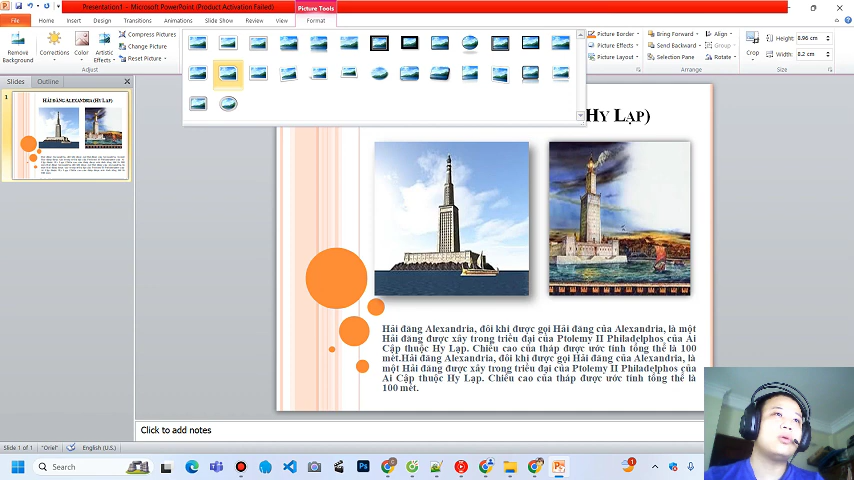 Presentation1 - Microsoft PowerPoint (Product Activation Failed)
Picture Tools
File
Home
Insert
Design
Transitions
Animations
Slide Show
Review
View
Format
Remove Background
Corrections
Color
Artistic Effects
Compress Pictures
Change Picture
Reset Picture
Adjust
Picture Border
Picture Effects
Picture Layout
Bring Forward
Send Backward
Selection Pane
Align
Group
Rotate
Arrange
Crop
Height: 8.96 cm
Width: 8.2 cm
Size
Slides
Outline
1
HẢI ĐĂNG ALEXANDRIA (HY LẠP)
HY LẠP)
Hải đăng Alexandria, đôi khi được gọi Hải đăng của Alexandria, là một
Hải đăng được xây trong triều đại của Ptolemy II Philadelphos của Ai
Cập thuộc Hy Lạp. Chiều cao của tháp được ước tính tổng thể là 100
mét.Hải đăng Alexandria, đôi khi được gọi Hải đăng của Alexandria, là
một Hải đăng được xây trong triều đại của Ptolemy II Philadelphos của
Ai Cập thuộc Hy Lạp. Chiều cao của tháp được ước tính tổng thể là
100 mét.
Click to add notes
Slide 1 of 1
"Oriel"
English (U.S.)
Search
1